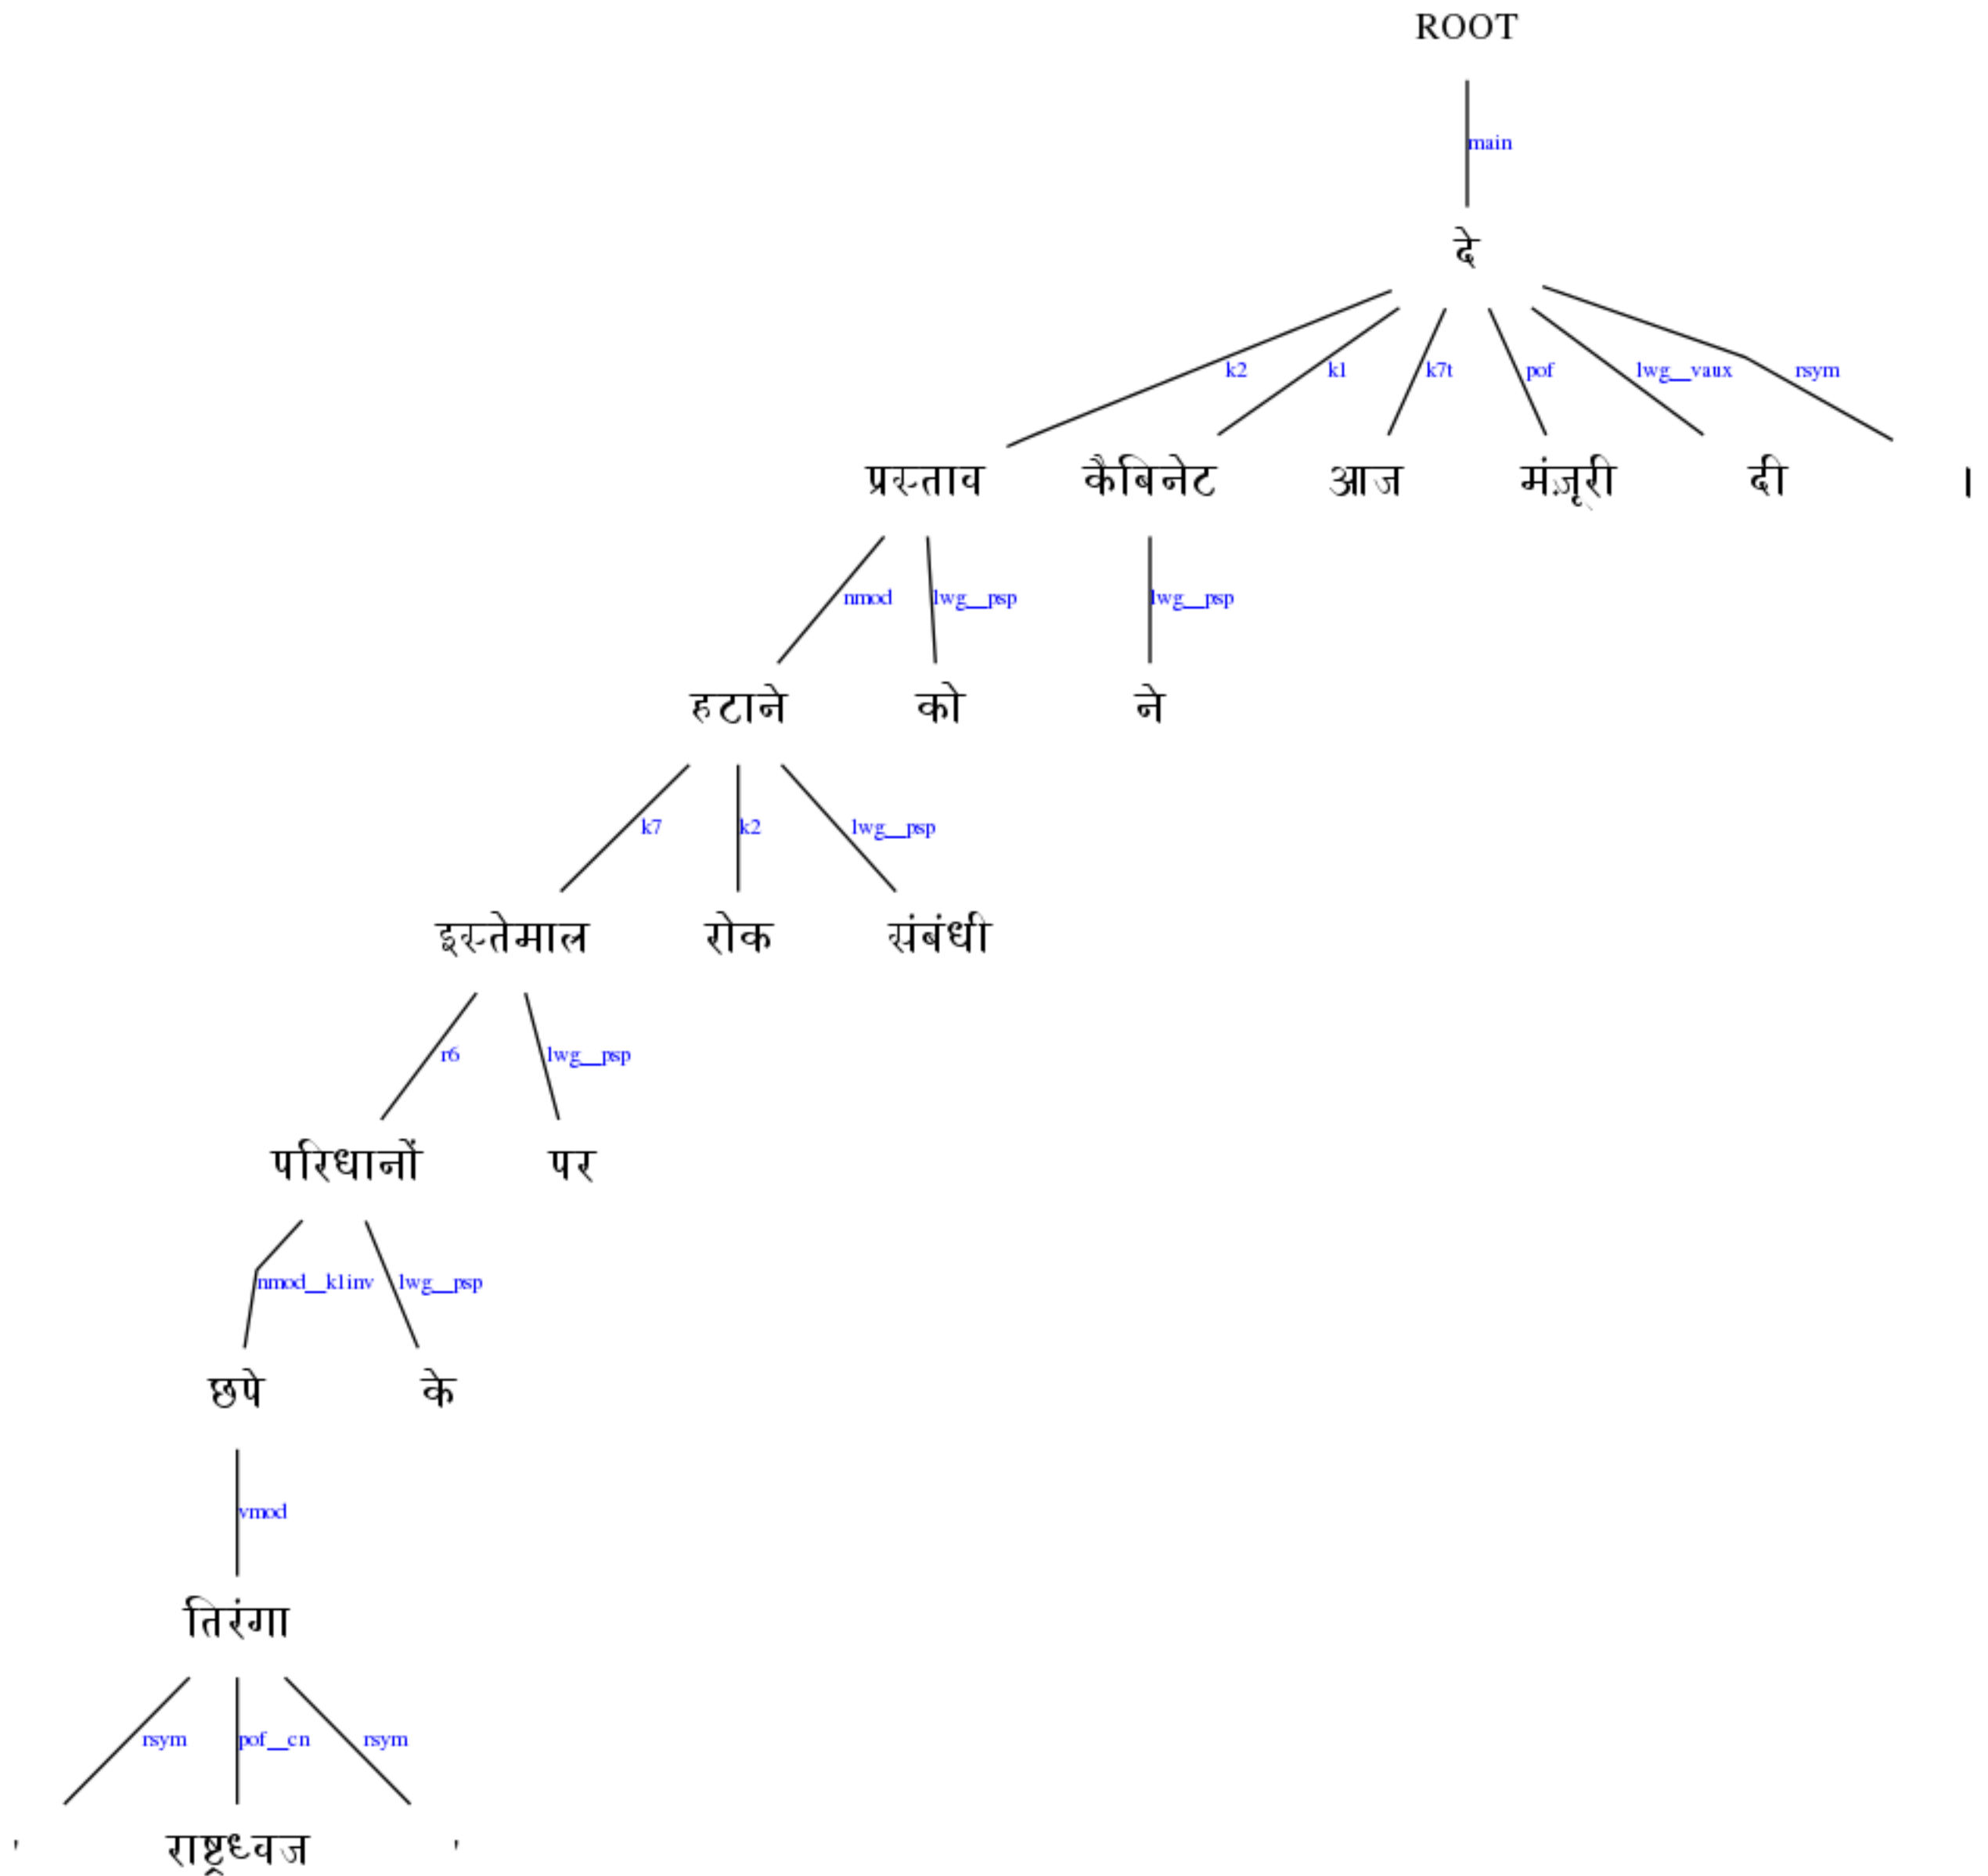 ROOT
main
दे
k2 k1 k7t pof lwg__vaux rsym
प्रस्ताव कैबिनेट आज मंज़ूरी दी ।
nmod lwg__psp lwg__psp
हटाने को ने
k7 k2 lwg__psp
इस्तेमाल रोक संबंधी
r6 lwg__psp
परिधानों पर
nmod__k1inv lwg__psp
छपे के
vmod
तिरंगा
rsym pof__cn rsym
' राष्ट्रध्वज '